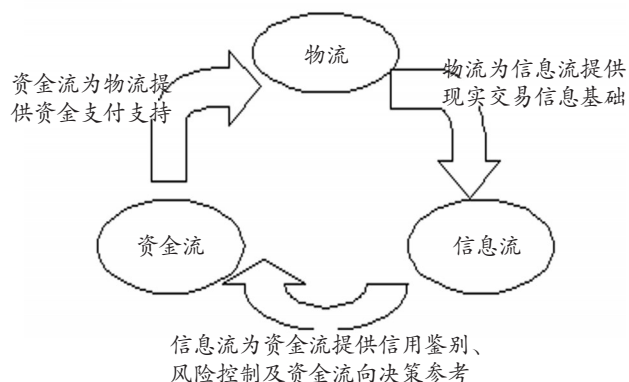 物流
资金流为物流提
供资金支付支持
物流为信息流提供
现实交易信息基础
资金流
信息流
信息流为资金流提供信用鉴别、
风险控制及资金流向决策参考